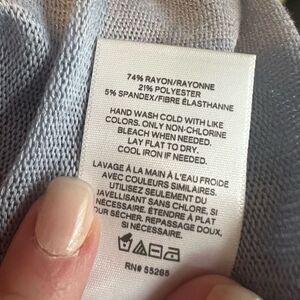 74% RAYON/RAYONNE
21% POLYESTER
5% SPANDEX/FIBRE ÉLASTHANNE
HAND WASH COLD WITH LIKE
COLORS. ONLY NON-CHLORINE
BLEACH WHEN NEEDED.
LAY FLAT TO DRY.
COOL IRON IF NEEDED.
LAVAGE À LA MAIN À L'EAU FROIDE
AVEC COULEURS SIMILAIRES.
UTILISEZ SEULEMENT DU
JAVELLISANT SANS CHLORE, SI
NÉCESSAIRE. ÉTENDRE À PLAT
POUR SÉCHER. REPASSAGE DOUX,
SI NÉCESSAIRE.
RN# 55285